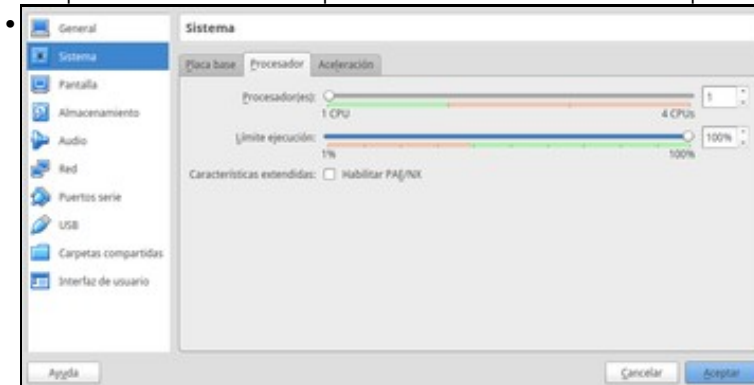 General
Sistema
Pantalla
Almacenamiento
Audio
Red
Puertos serie
USB
Carpetas compartidas
Interfaz de usuario
Sistema
Placa base Procesador Aceleración
Procesador(es): 1
1 CPU 4 CPUs
Límite ejecución: 100%
1% 100%
Características extendidas: Habilitar PAE/NX
Ayuda Cancelar Aceptar